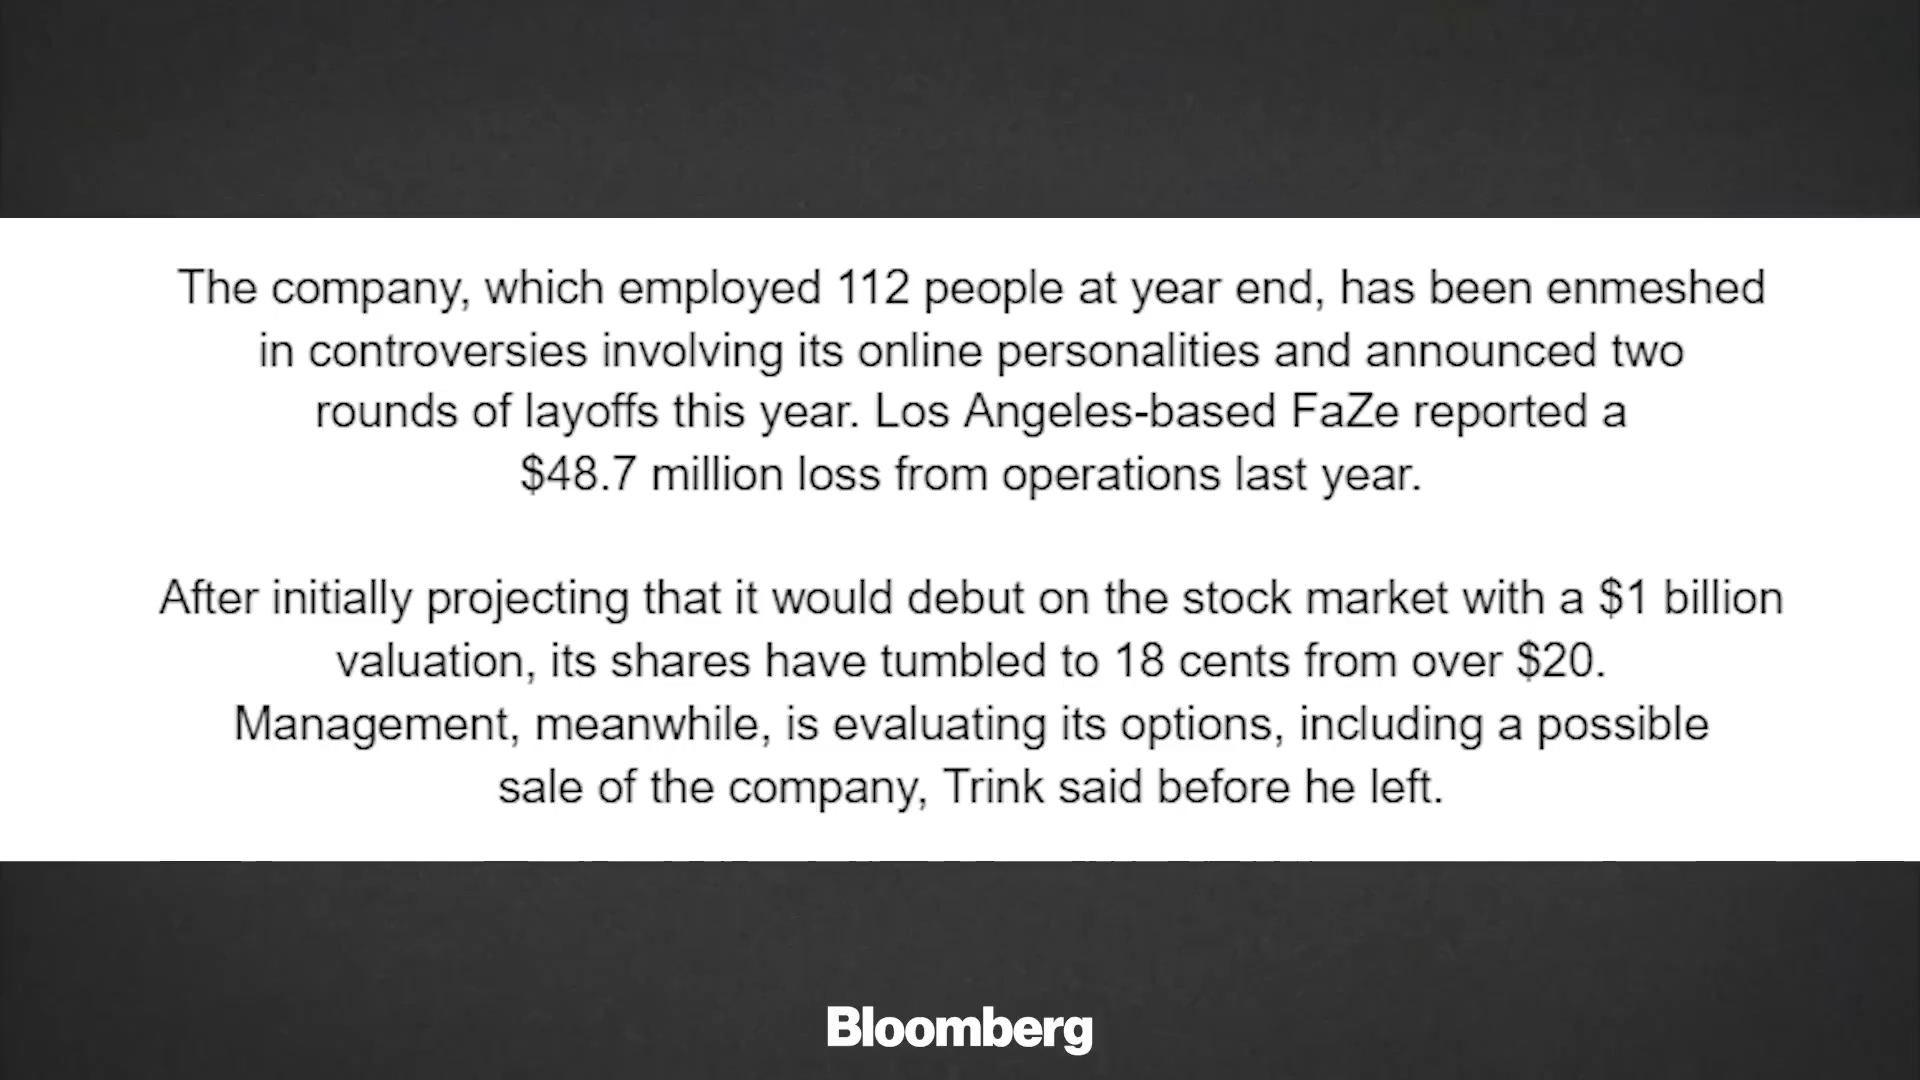 The company, which employed 112 people at year end, has been enmeshed
in controversies involving its online personalities and announced two
rounds of layoffs this year. Los Angeles-based FaZe reported a
$48.7 million loss from operations last year.
After initially projecting that it would debut on the stock market with a $1 billion
valuation, its shares have tumbled to 18 cents from over $20.
Management, meanwhile, is evaluating its options, including a possible
sale of the company, Trink said before he left.
Bloomberg